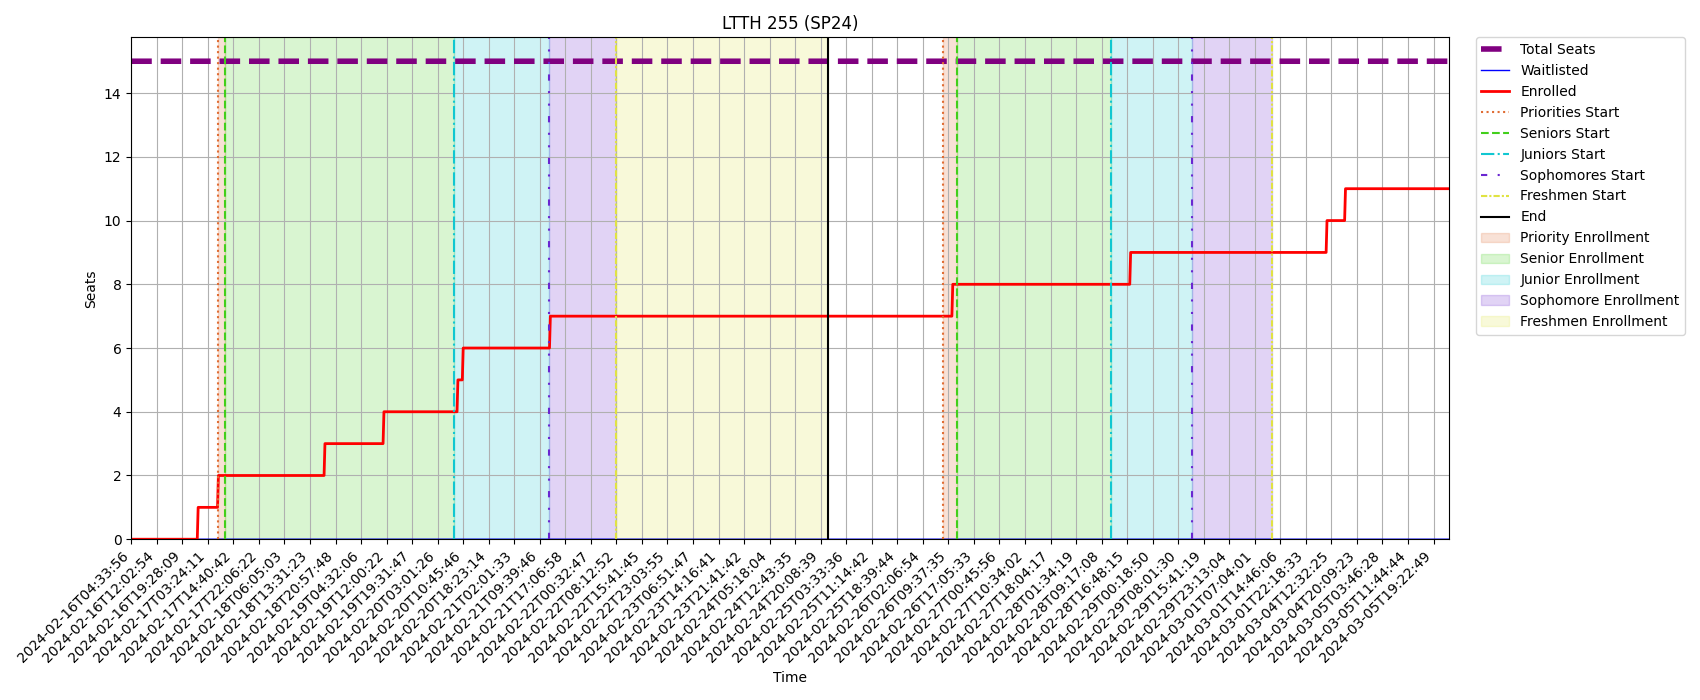 LTTH 255 (SP24)
Seats
14
12
10
8
6
4
2
0
2024-02-16T04:33:56
2024-02-16T12:02:54
2024-02-16T19:28:09
2024-02-17T03:24:11
2024-02-17T14:40:42
2024-02-17T22:06:22
2024-02-18T06:05:03
2024-02-18T13:31:23
2024-02-18T20:57:48
2024-02-19T04:32:06
2024-02-19T12:00:22
2024-02-19T19:31:47
2024-02-20T03:01:26
2024-02-20T10:45:46
2024-02-20T18:23:14
2024-02-21T02:01:33
2024-02-21T09:39:46
2024-02-21T17:06:58
2024-02-22T00:32:47
2024-02-22T08:12:52
2024-02-22T15:41:45
2024-02-22T23:03:55
2024-02-23T06:51:47
2024-02-23T14:16:41
2024-02-23T21:41:42
2024-02-24T05:18:04
2024-02-24T12:43:35
2024-02-24T20:08:39
2024-02-25T03:33:36
2024-02-25T11:14:42
2024-02-25T18:39:44
2024-02-26T02:06:54
2024-02-26T09:37:35
2024-02-26T17:05:33
2024-02-27T00:45:56
2024-02-27T10:34:02
2024-02-27T18:04:17
2024-02-28T01:34:19
2024-02-28T09:17:08
2024-02-28T16:48:15
2024-02-29T00:18:50
2024-02-29T08:01:30
2024-02-29T15:41:19
2024-02-29T23:13:04
2024-03-01T07:04:01
2024-03-01T14:46:06
2024-03-01T22:18:33
2024-03-04T12:32:25
2024-03-04T20:09:23
2024-03-05T03:46:28
2024-03-05T11:44:44
2024-03-05T19:22:49
Time
Total Seats
Waitlisted
Enrolled
Priorities Start
Seniors Start
Juniors Start
Sophomores Start
Freshmen Start
End
Priority Enrollment
Senior Enrollment
Junior Enrollment
Sophomore Enrollment
Freshmen Enrollment